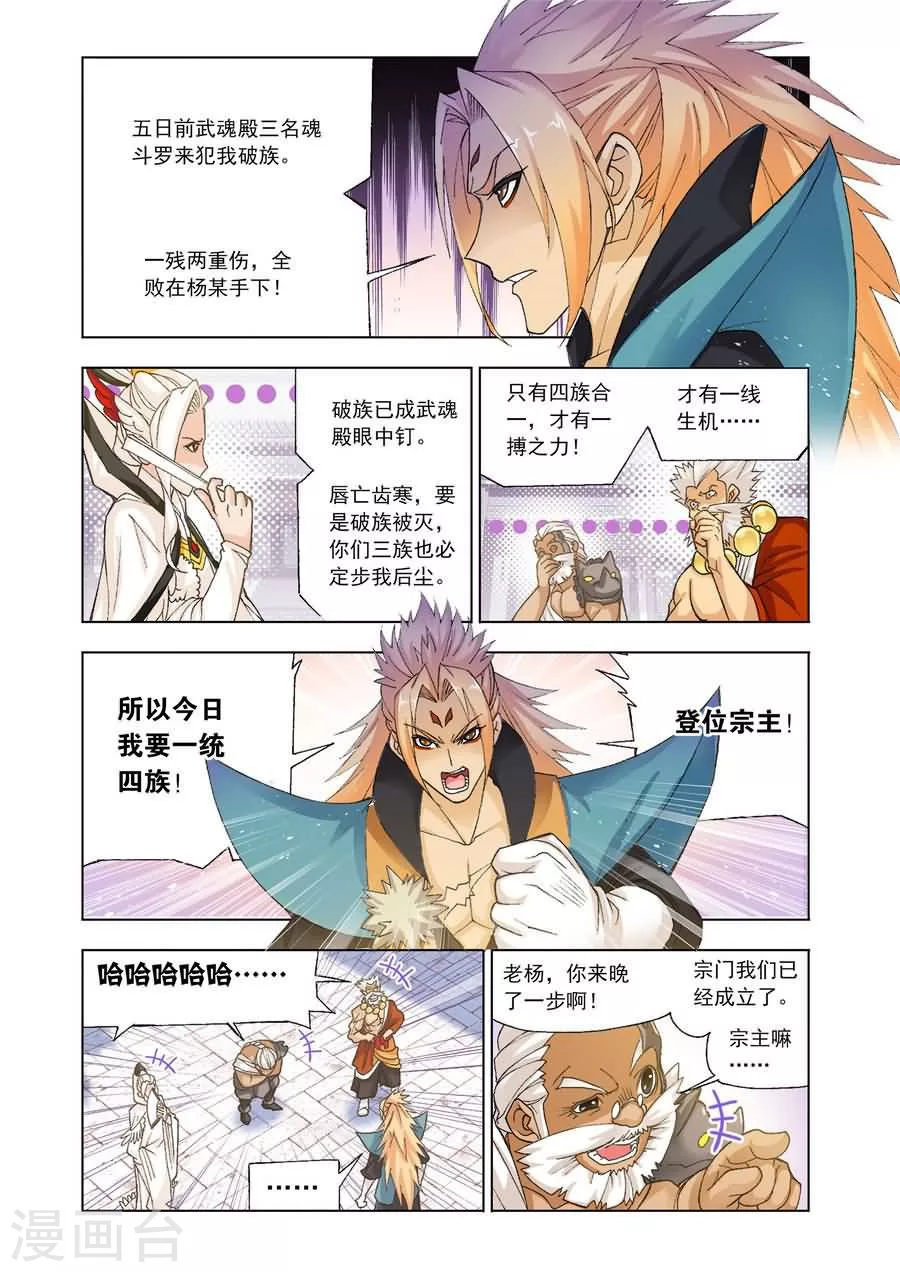 五日前武魂殿三名魂
斗罗来犯我破族。
一残两重伤，全
败在杨某手下！
破族已成武魂
殿眼中钉。
唇亡齿寒，要
是破族被灭，
你们三族也必
定步我后尘。
只有四族合
一，才有一
搏之力！
才有一线
生机……
所以今日
我要一统
四族！
登位宗主！
哈哈哈哈哈……
……
老杨，你来晚
了一步啊！
宗门我们已
经成立了。
宗主嘛
……
漫画台